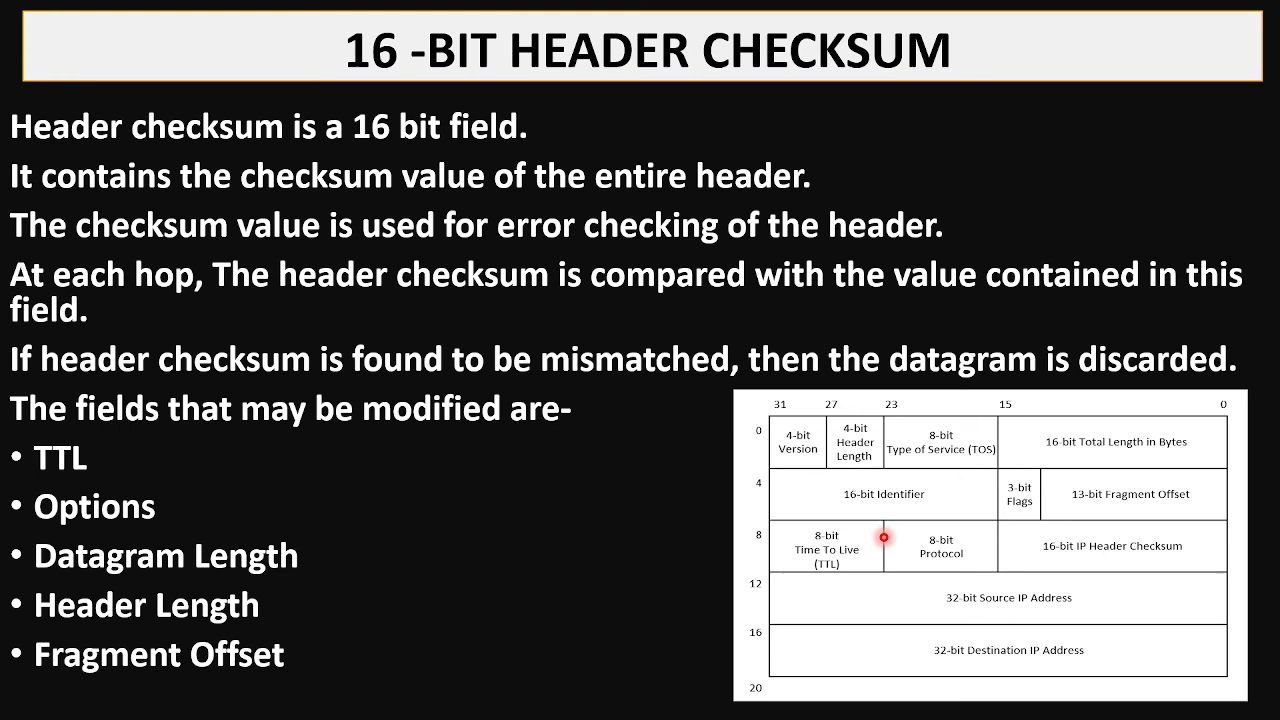 16 -BIT HEADER CHECKSUM
Header checksum is a 16 bit field.
It contains the checksum value of the entire header.
The checksum value is used for error checking of the header.
At each hop, The header checksum is compared with the value contained in this
field.
If header checksum is found to be mismatched, then the datagram is discarded.
The fields that may be modified are-
• TTL
• Options
• Datagram Length
• Header Length
• Fragment Offset
31 27 23 15 0
0
4-bit
Version
4-bit
Header
Length
8-bit
Type of Service (TOS)
16-bit Total Length in Bytes
4
16-bit Identifier
3-bit
Flags
13-bit Fragment Offset
8
8-bit
Time To Live
(TTL)
8-bit
Protocol
16-bit IP Header Checksum
12
32-bit Source IP Address
16
32-bit Destination IP Address
20